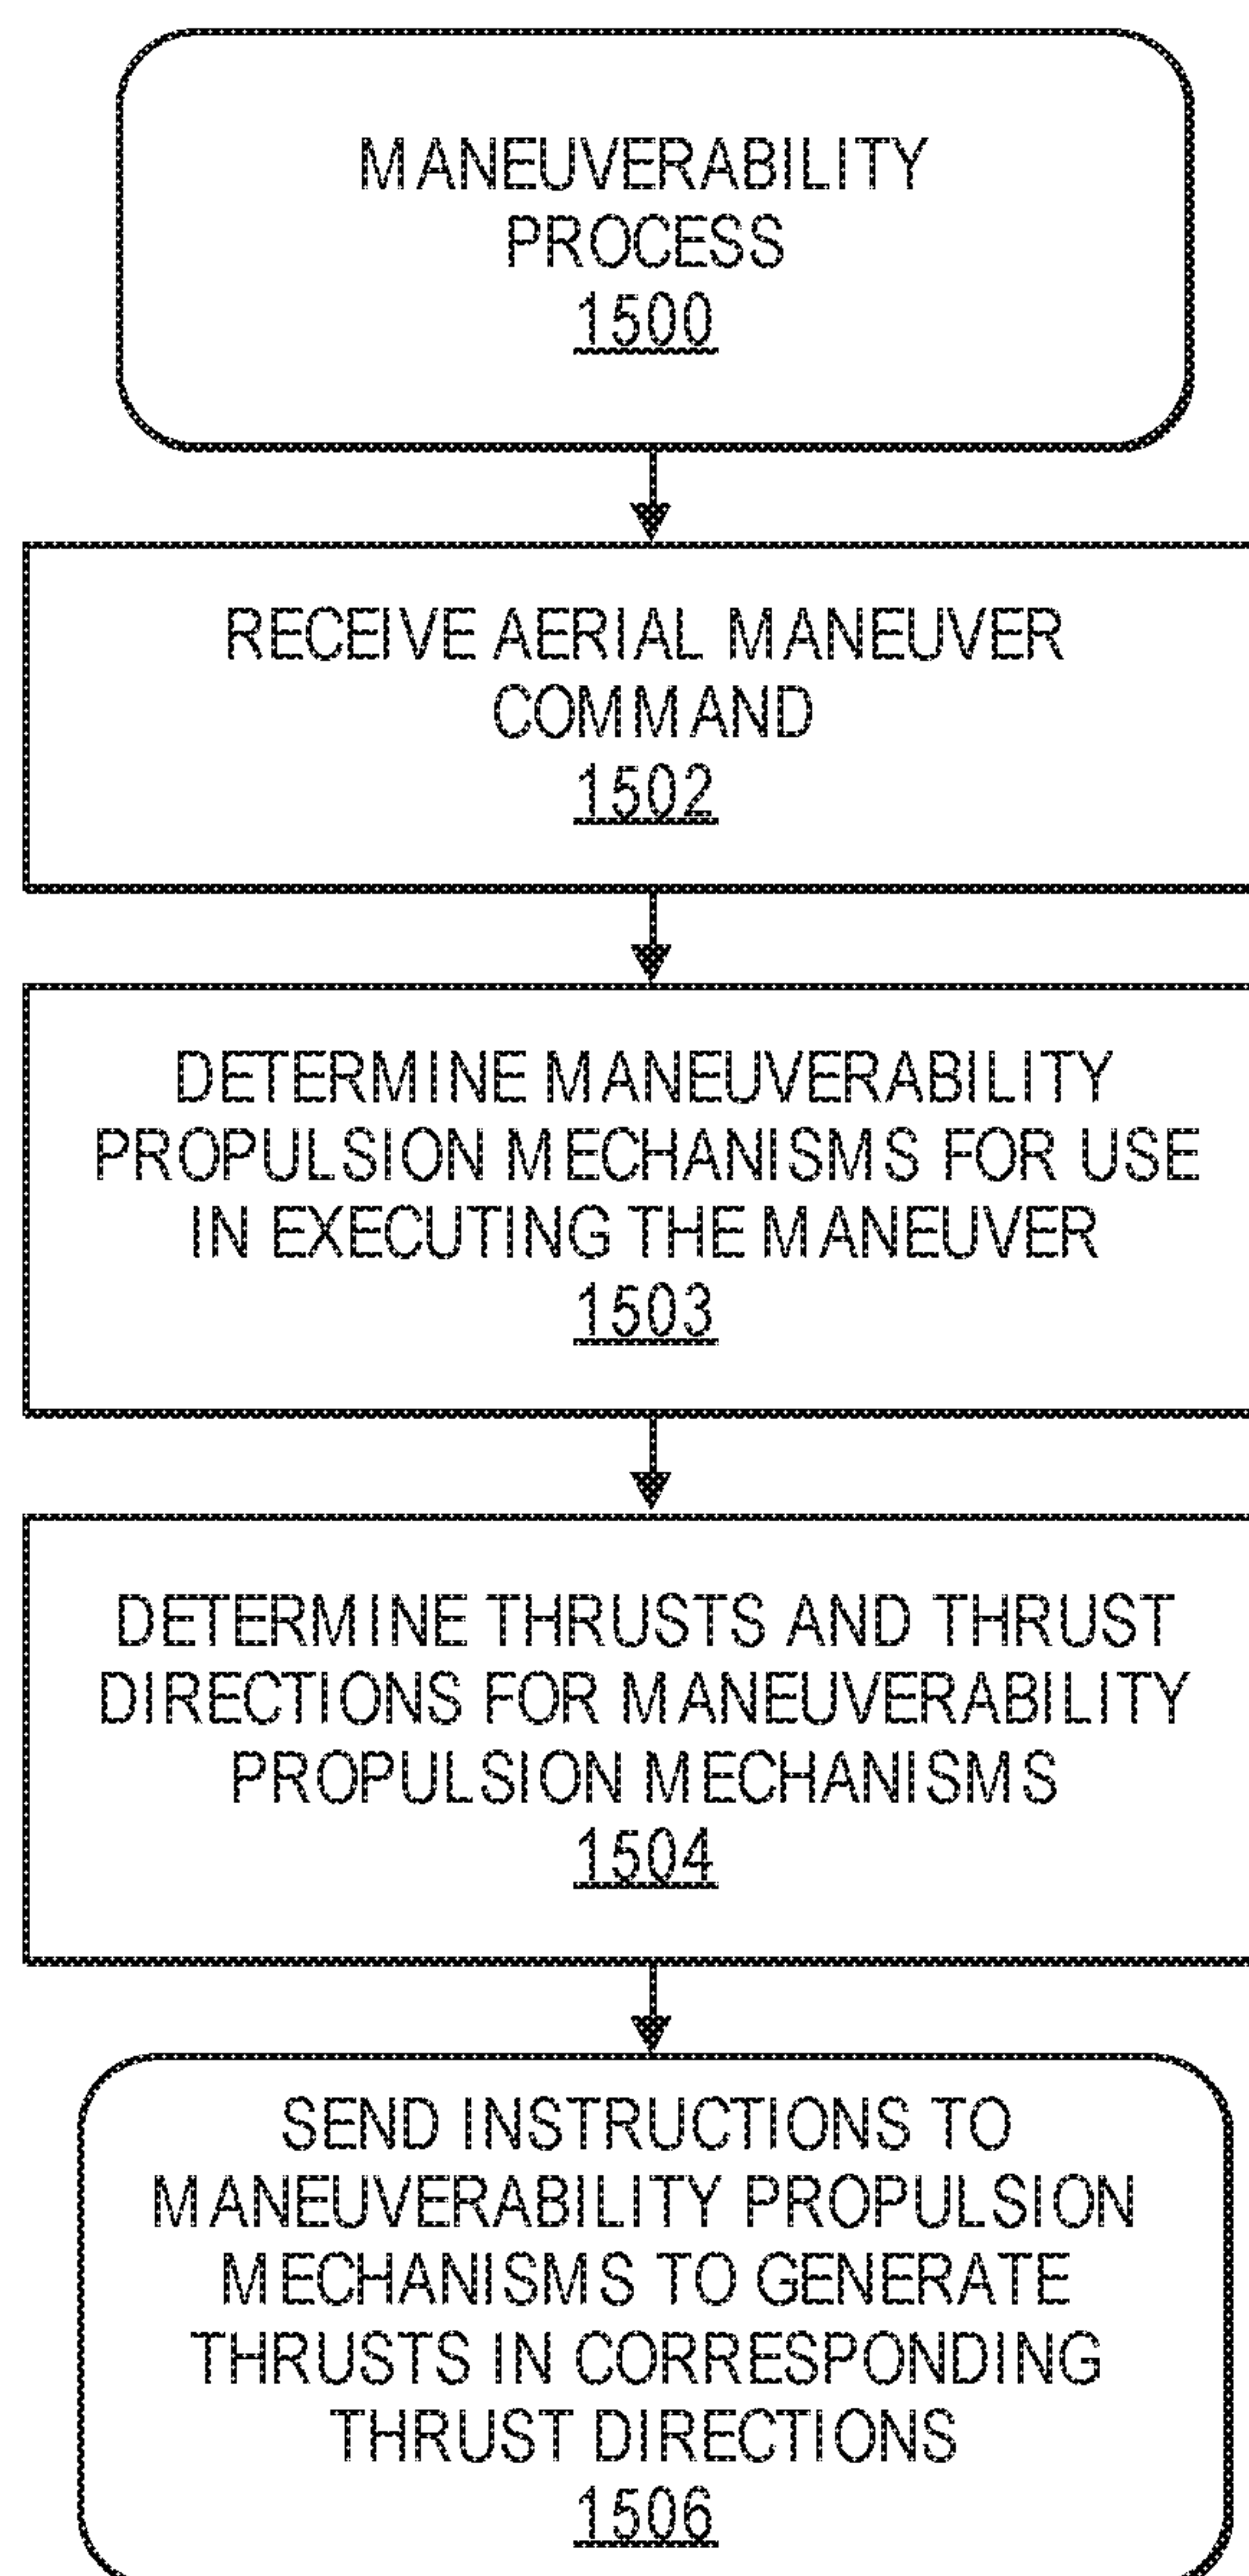 MANEUVERABILITY
PROCESS
1500
RECEIVE AERIAL MANEUVER
COMMAND
1502
DETERMINE MANEUVERABILITY
PROPULSION MECHANISMS FOR USE
IN EXECUTING THE MANEUVER
1503
DETERMINE THRUSTS AND THRUST
DIRECTIONS FOR MANEUVERABILITY
PROPULSION MECHANISMS
1504
SEND INSTRUCTIONS TO
MANEUVERABILITY PROPULSION
MECHANISMS TO GENERATE
THRUSTS IN CORRESPONDING
THRUST DIRECTIONS
1506